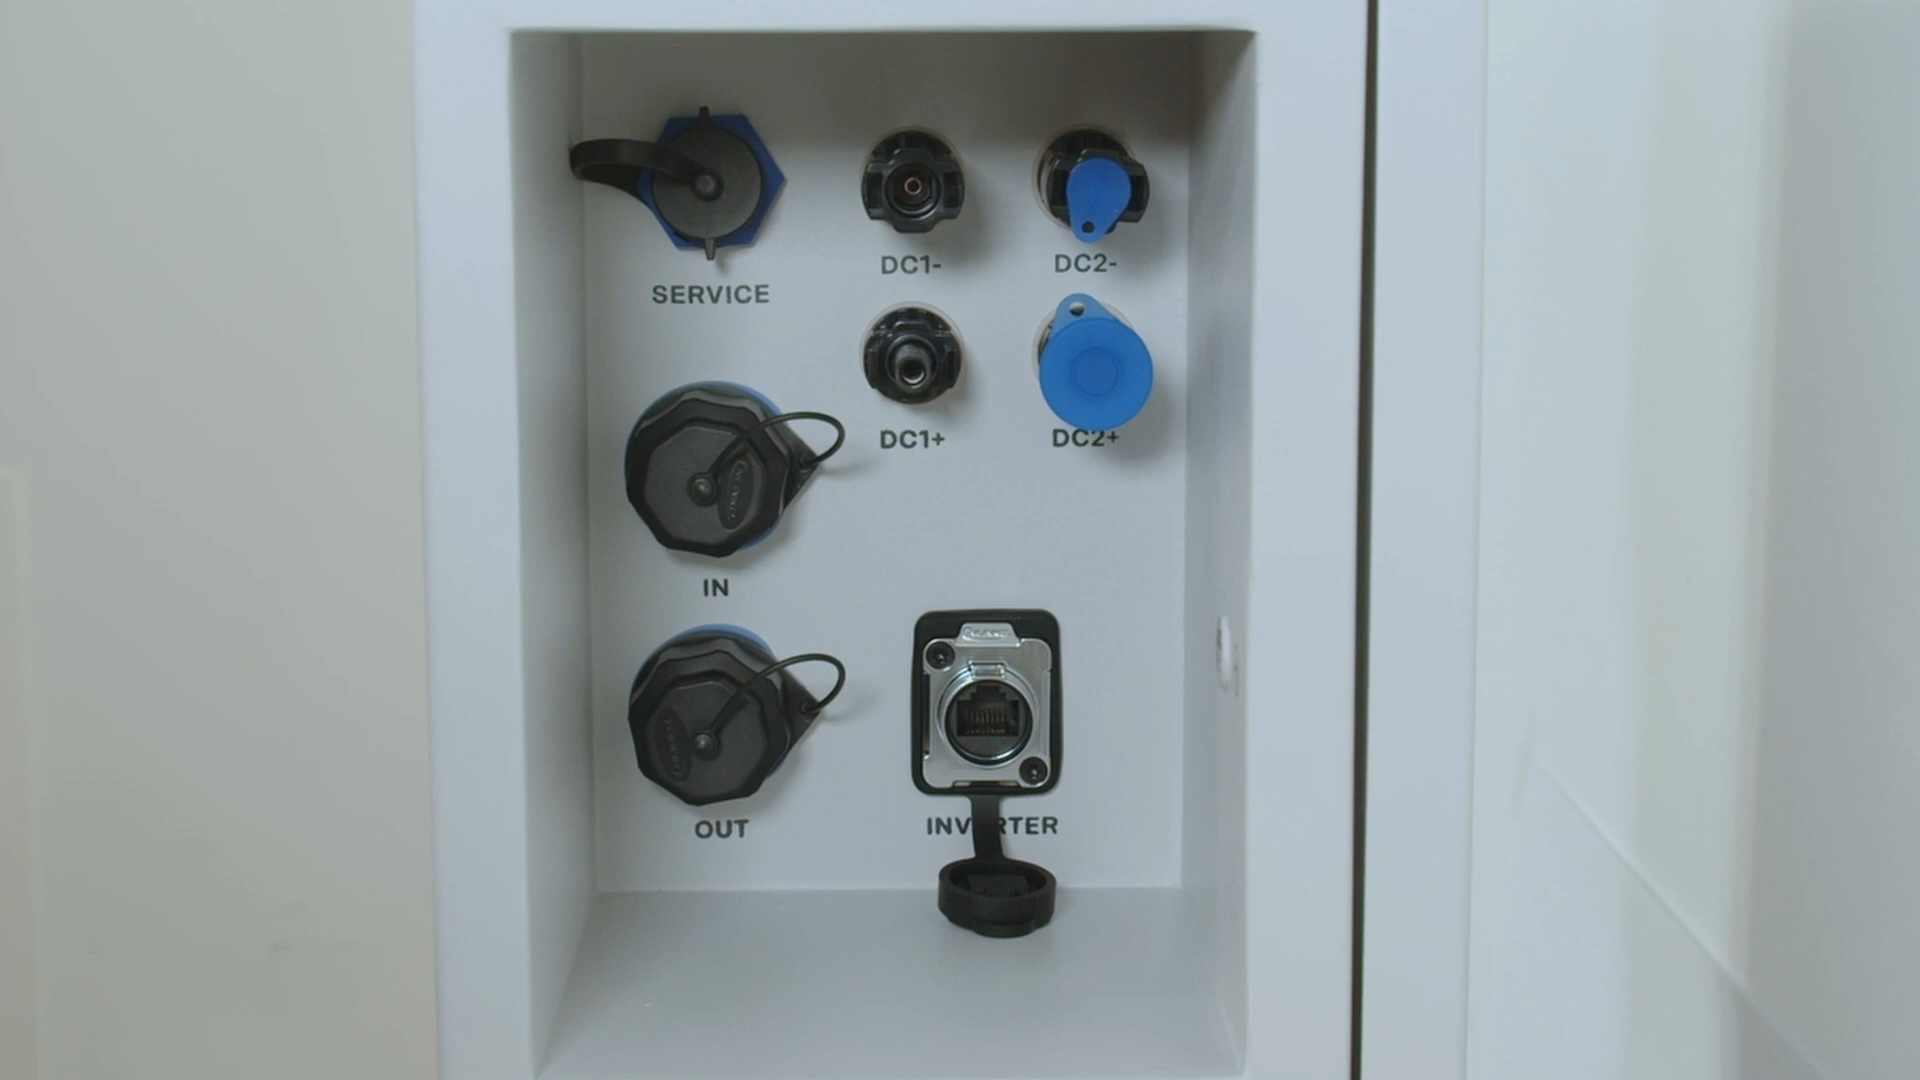 SERVICE
DC1-
DC2-
DC1+
DC2+
IN
OUT
INVERTER